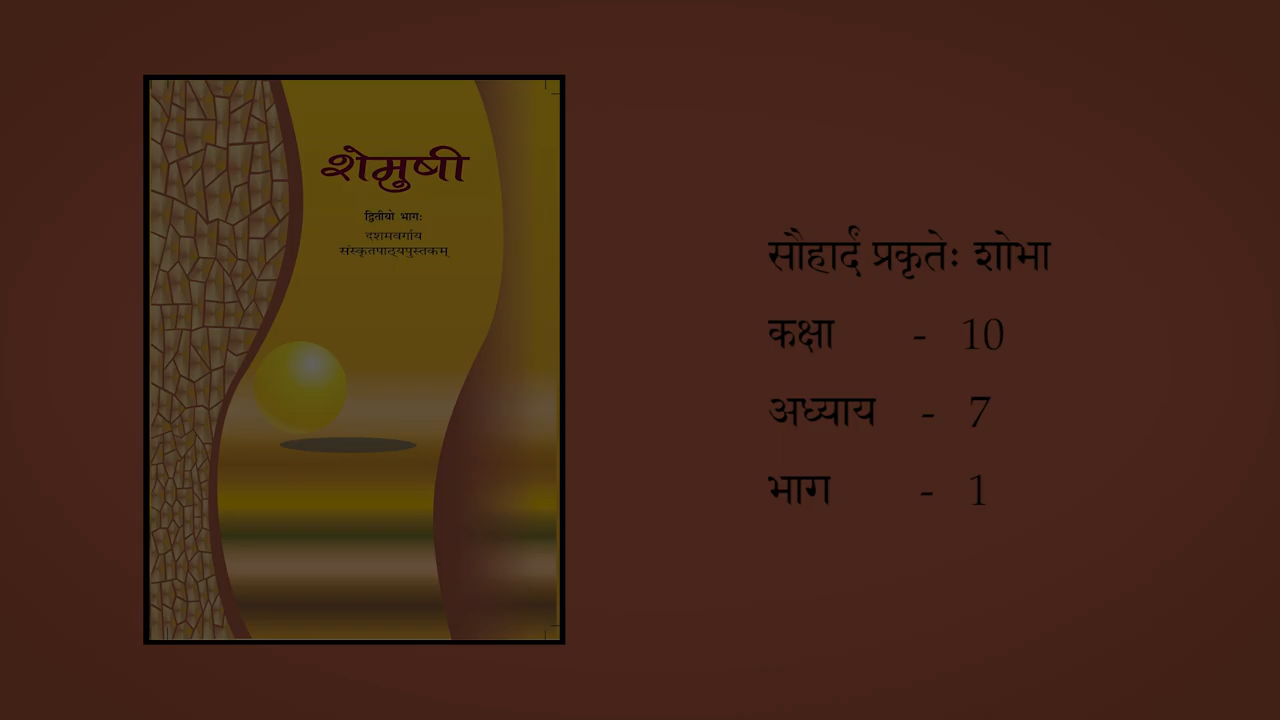 शेमुषी
द्वितीयो भागः
दशमवर्गाय
संस्कृतपाठ्यपुस्तकम्
सौहार्दं प्रकृतेः शोभा
कक्षा - 10
अध्याय - 7
भाग - 1